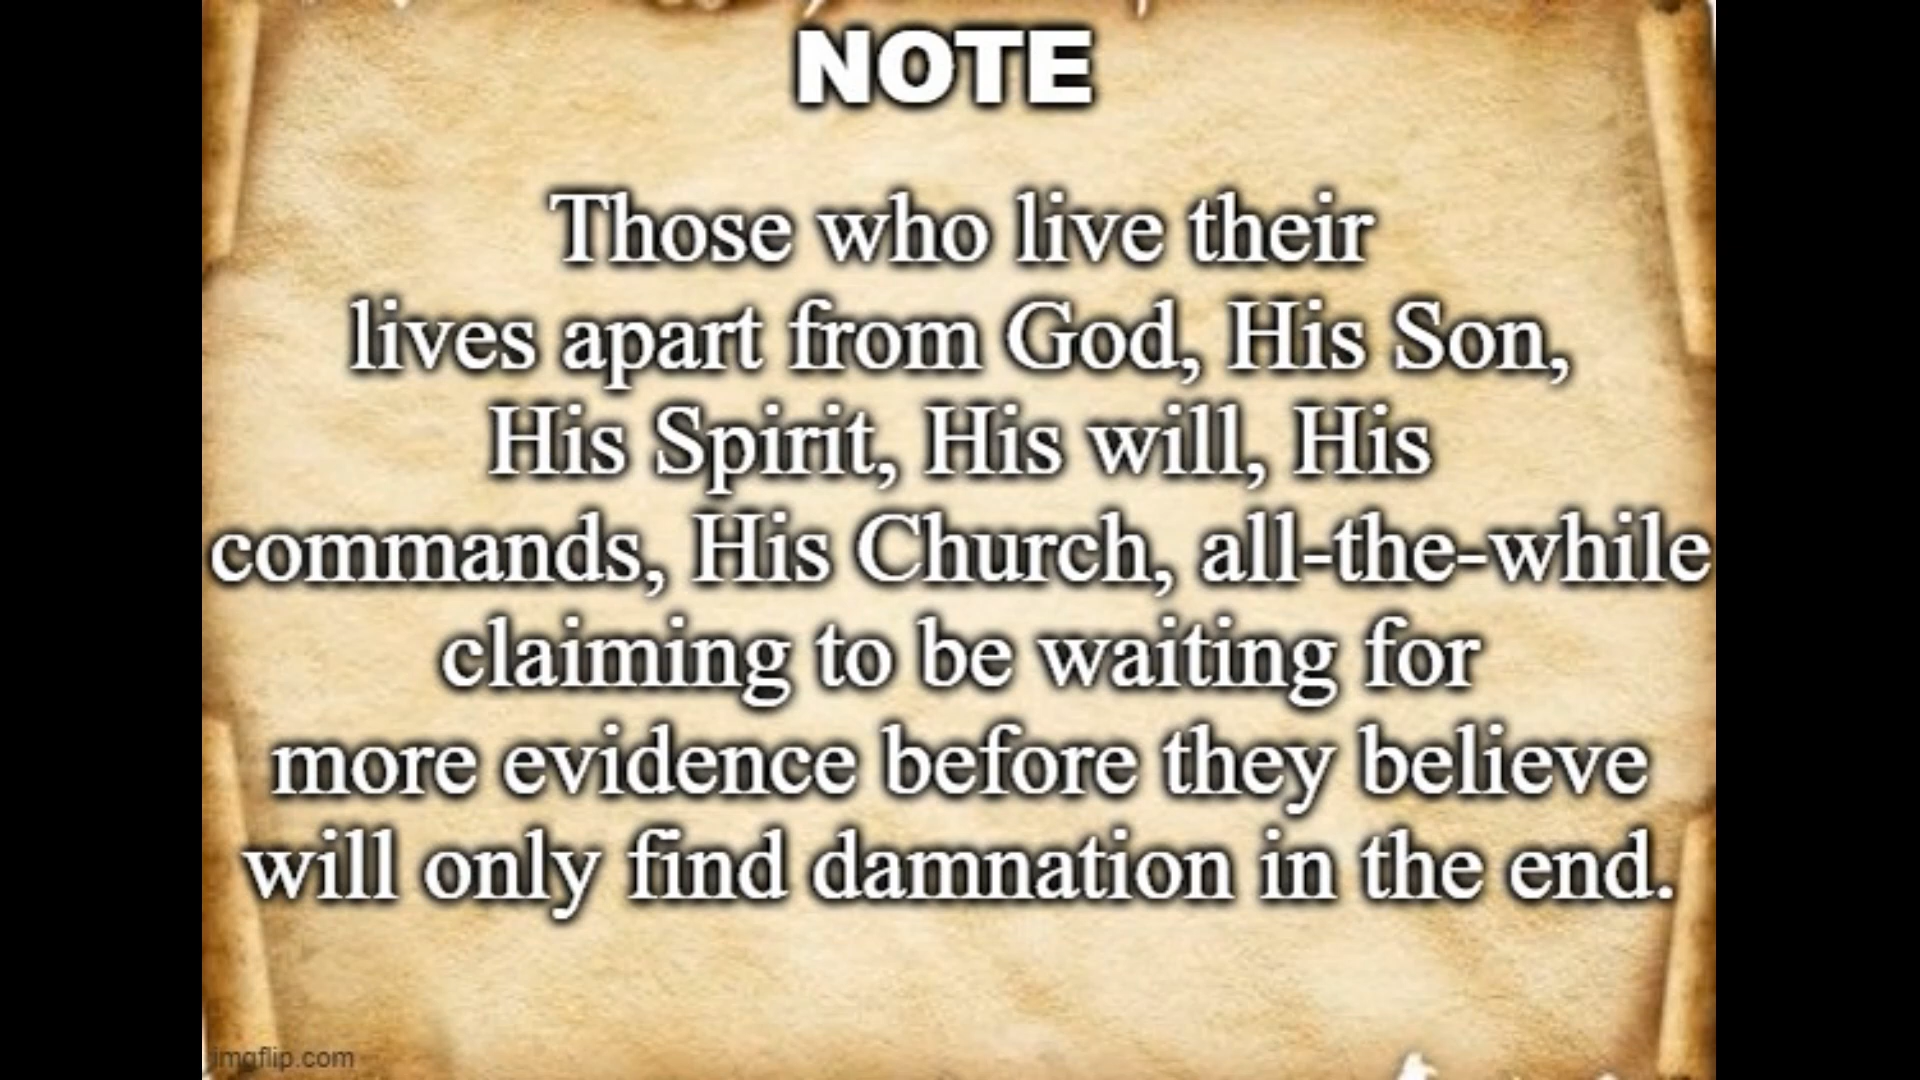 NOTE
Those who live their
lives apart from God, His Son,
His Spirit, His will, His
commands, His Church, all-the-while
claiming to be waiting for
more evidence before they believe
will only find damnation in the end.
imgflip.com